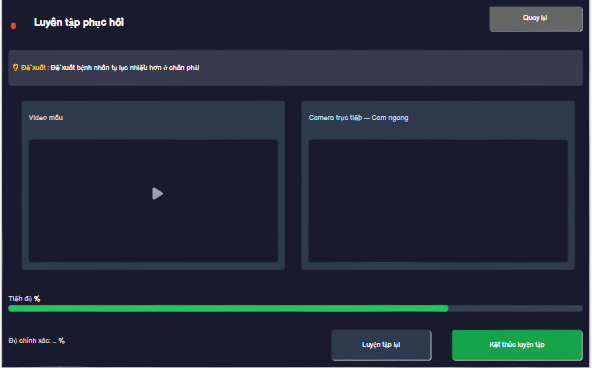 Luyện tập phục hồi
Quay lại
Đề xuất : Đề xuất bệnh nhân tự lực nhiều hơn ở chân phải
Video mẫu
Camera trực tiếp — Cam ngang
Tiến độ %
Độ chính xác: _ %
Luyện tập lại
Kết thúc luyện tập